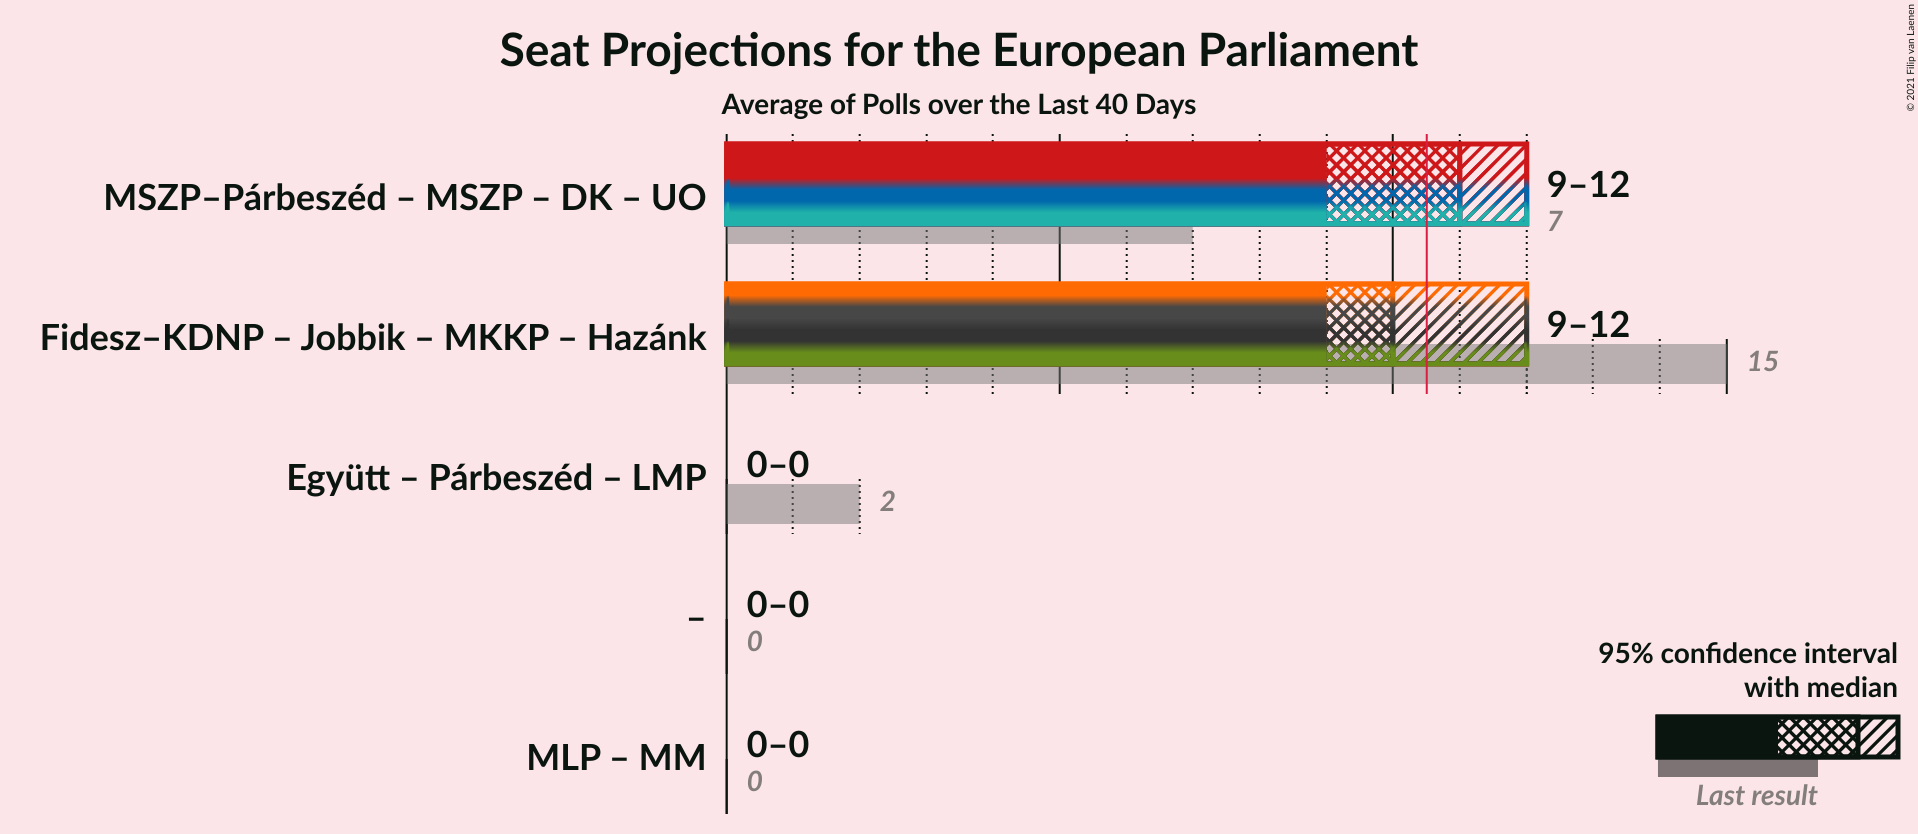 Seat Projections for the European Parliament
Average of Polls over the Last 40 Days
© 2021 Filip van Laenen
MSZP–Párbeszéd – MSZP – DK – UO
9–12
7
Fidesz–KDNP – Jobbik – MKKP – Hazánk
9–12
15
Együtt – Párbeszéd – LMP
0–0
2
–
0–0
0
MLP – MM
0–0
0
95% confidence interval
with median
Last result